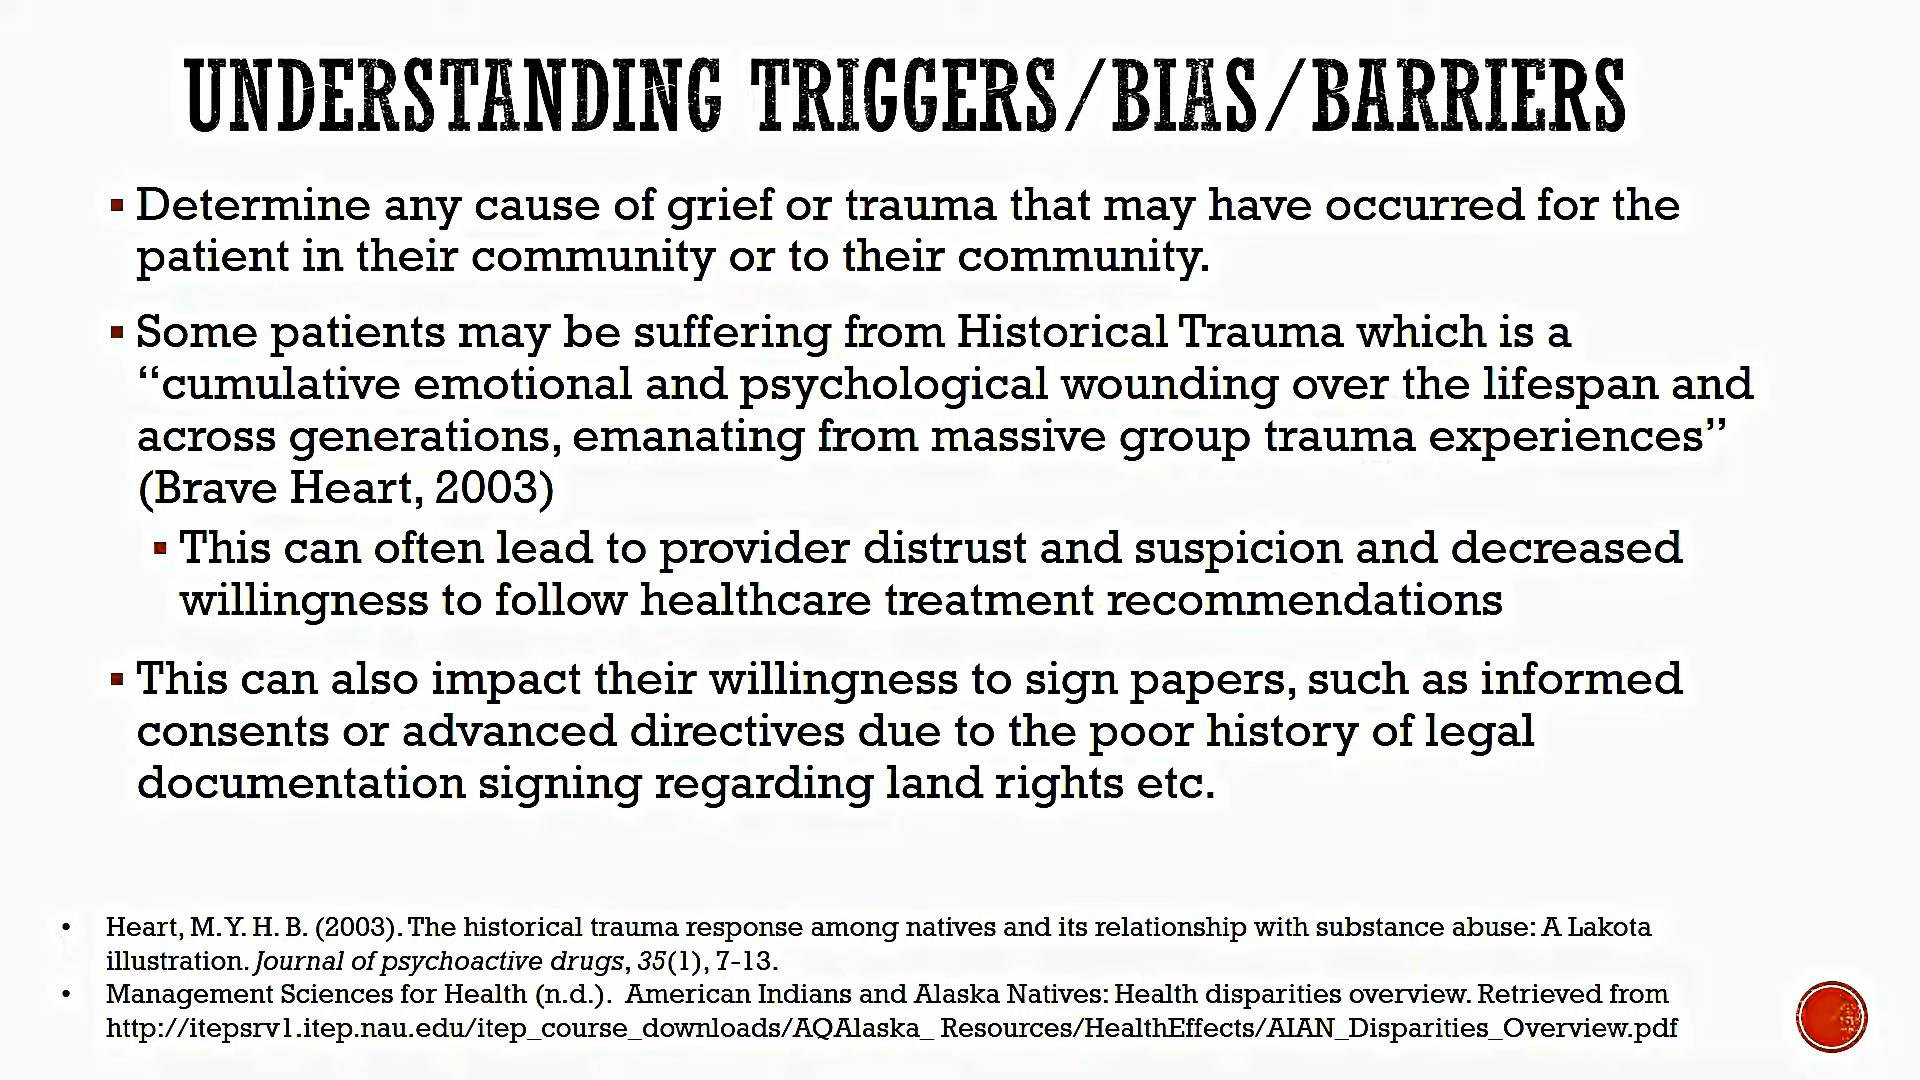 UNDERSTANDING TRIGGERS/BIAS/BARRIERS
▪ Determine any cause of grief or trauma that may have occurred for the
patient in their community or to their community.
▪ Some patients may be suffering from Historical Trauma which is a
“cumulative emotional and psychological wounding over the lifespan and
across generations, emanating from massive group trauma experiences”
(Brave Heart, 2003)
▪ This can often lead to provider distrust and suspicion and decreased
willingness to follow healthcare treatment recommendations
▪ This can also impact their willingness to sign papers, such as informed
consents or advanced directives due to the poor history of legal
documentation signing regarding land rights etc.
• Heart, M. Y. H. B. (2003). The historical trauma response among natives and its relationship with substance abuse: A Lakota
illustration. Journal of psychoactive drugs, 35(1), 7-13.
• Management Sciences for Health (n.d.). American Indians and Alaska Natives: Health disparities overview. Retrieved from
http://itepsrv1.itep.nau.edu/itep_course_downloads/AQAlaska_ Resources/HealthEffects/AIAN_Disparities_Overview.pdf